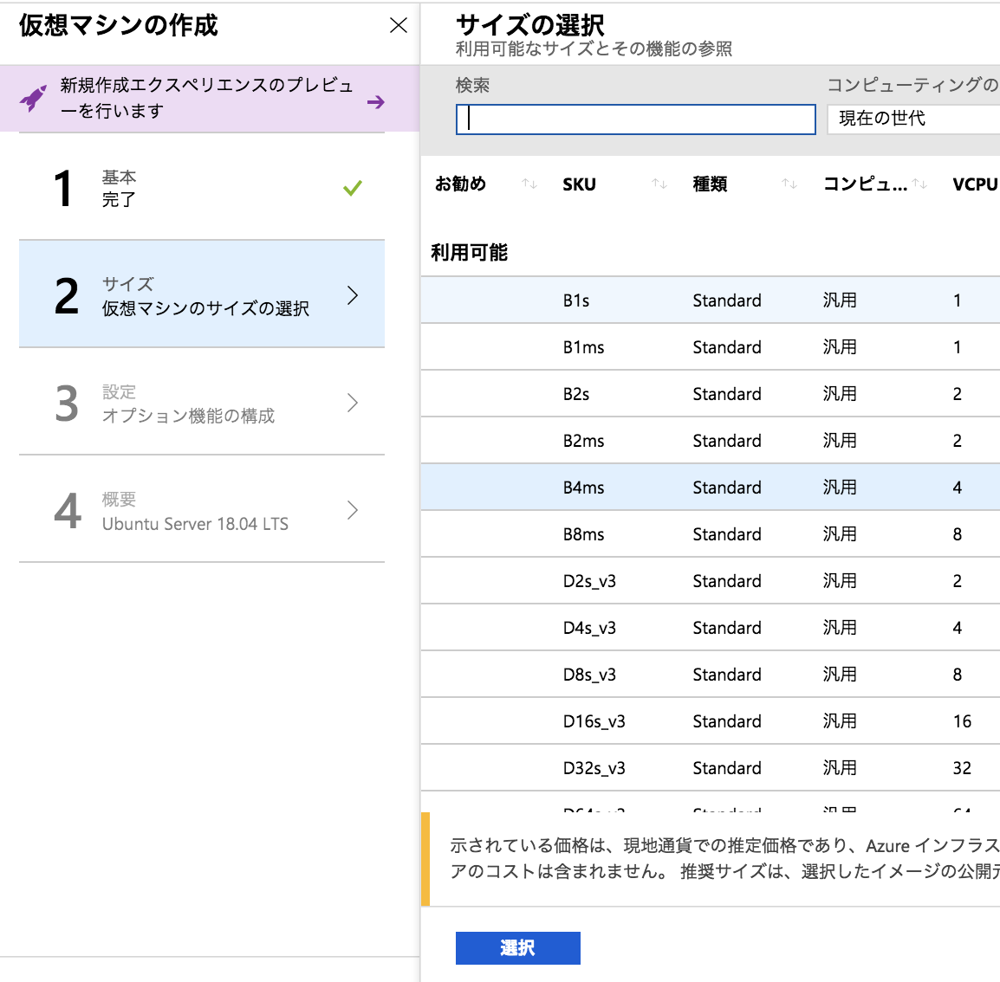 仮想マシンの作成
新規作成エクスペリエンスのプレビュ
ーを行います
1
基本
完了
2
サイズ
仮想マシンのサイズの選択
3
設定
オプション機能の構成
4
概要
Ubuntu Server 18.04 LTS
サイズの選択
利用可能なサイズとその機能の参照
検索
コンピューティングの
現在の世代
お勧め SKU 種類 コンピュ... VCPU
利用可能
B1s Standard 汎用 1
B1ms Standard 汎用 1
B2s Standard 汎用 2
B2ms Standard 汎用 2
B4ms Standard 汎用 4
B8ms Standard 汎用 8
D2s_v3 Standard 汎用 2
D4s_v3 Standard 汎用 4
D8s_v3 Standard 汎用 8
D16s_v3 Standard 汎用 16
D32s_v3 Standard 汎用 32
D64s_v3 Standard 汎用 64
示されている価格は、現地通貨での推定価格であり、Azure インフラス
アのコストは含まれません。 推奨サイズは、選択したイメージの公開元
選択